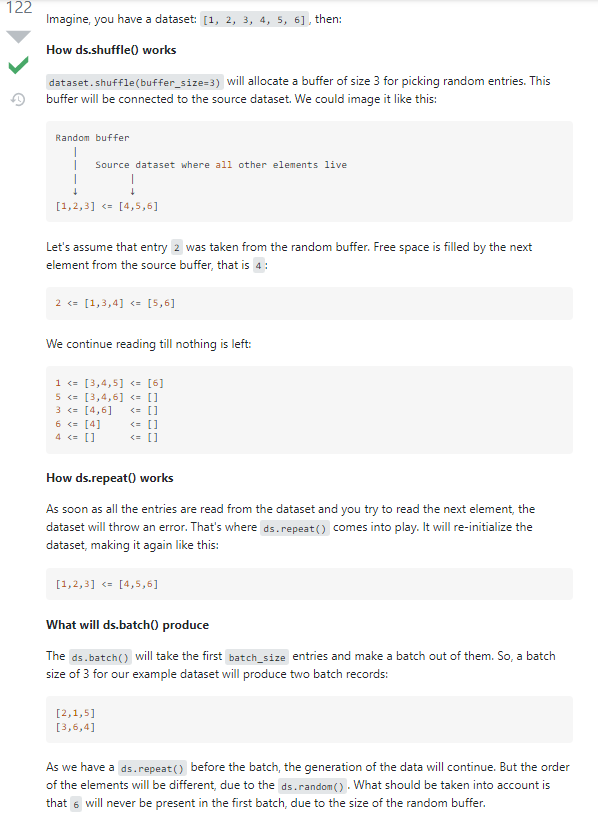 122
Imagine, you have a dataset: [1, 2, 3, 4, 5, 6], then:
How ds.shuffle() works
dataset.shuffle(buffer_size=3) will allocate a buffer of size 3 for picking random entries. This
buffer will be connected to the source dataset. We could image it like this:
Random buffer
|
| Source dataset where all other elements live
| |
↓ ↓
[1,2,3] <= [4,5,6]
Let's assume that entry 2 was taken from the random buffer. Free space is filled by the next
element from the source buffer, that is 4:
2 <= [1,3,4] <= [5,6]
We continue reading till nothing is left:
1 <= [3,4,5] <= [6]
5 <= [3,4,6] <= []
3 <= [4,6] <= []
6 <= [4] <= []
4 <= [] <= []
How ds.repeat() works
As soon as all the entries are read from the dataset and you try to read the next element, the
dataset will throw an error. That's where ds.repeat() comes into play. It will re-initialize the
dataset, making it again like this:
[1,2,3] <= [4,5,6]
What will ds.batch() produce
The ds.batch() will take the first batch_size entries and make a batch out of them. So, a batch
size of 3 for our example dataset will produce two batch records:
[2,1,5]
[3,6,4]
As we have a ds.repeat() before the batch, the generation of the data will continue. But the order
of the elements will be different, due to the ds.random(). What should be taken into account is
that 6 will never be present in the first batch, due to the size of the random buffer.